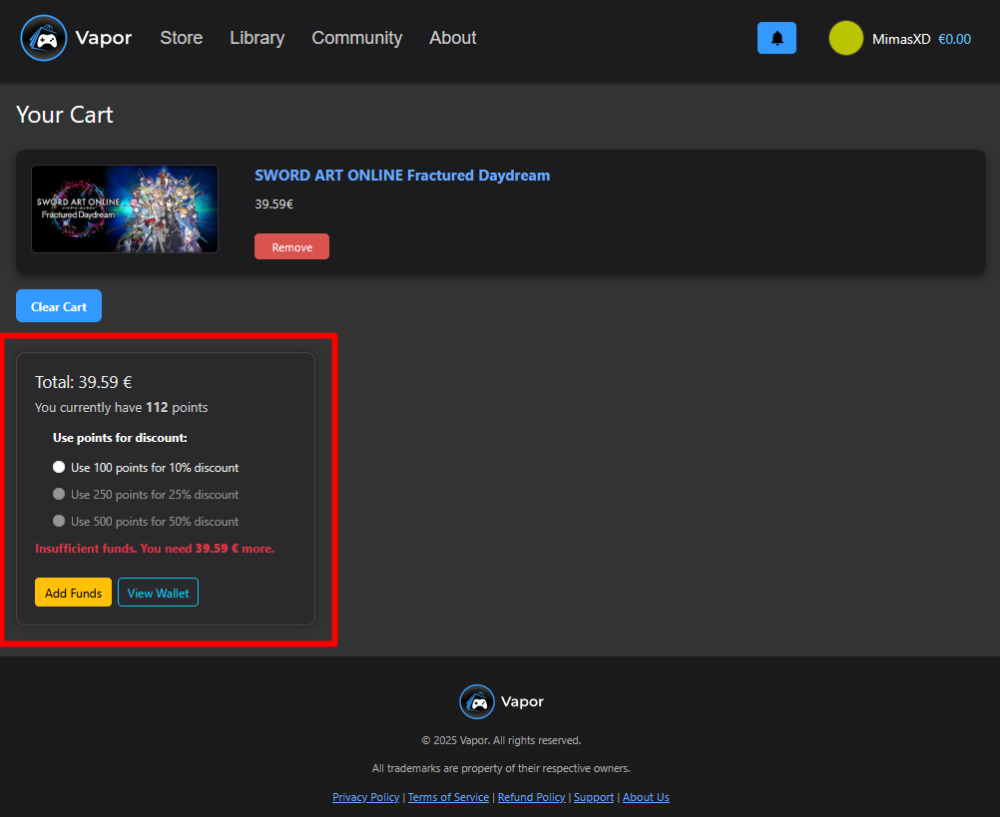 Vapor Store Library Community About MimasXD €0.00
Your Cart
SWORD ART ONLINE Fractured Daydream
SWORD ART ONLINE
Fractured Daydream
39.59€
Remove
Clear Cart
Total: 39.59 €
You currently have 112 points
Use points for discount:
Use 100 points for 10% discount
Use 250 points for 25% discount
Use 500 points for 50% discount
Insufficient funds. You need 39.59 € more.
Add Funds View Wallet
Vapor
© 2025 Vapor. All rights reserved.
All trademarks are property of their respective owners.
Privacy Policy | Terms of Service | Refund Policy | Support | About Us